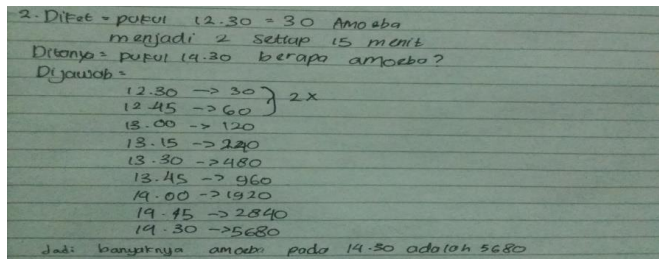 2. Diket = pukul 12.30 = 30 Amoeba
menjadi 2 setiap 15 menit
Ditanya = pukul 14.30 berapa amoeba?
Dijawab =
12.30 -> 30 } 2x
12.45 -> 60
13.00 -> 120
13.15 -> 240
13.30 -> 480
13.45 -> 960
14.00 -> 1920
14.45 -> 2840
14.30 -> 5680
Jadi banyaknya amoeba pada 14.30 adalah 5680